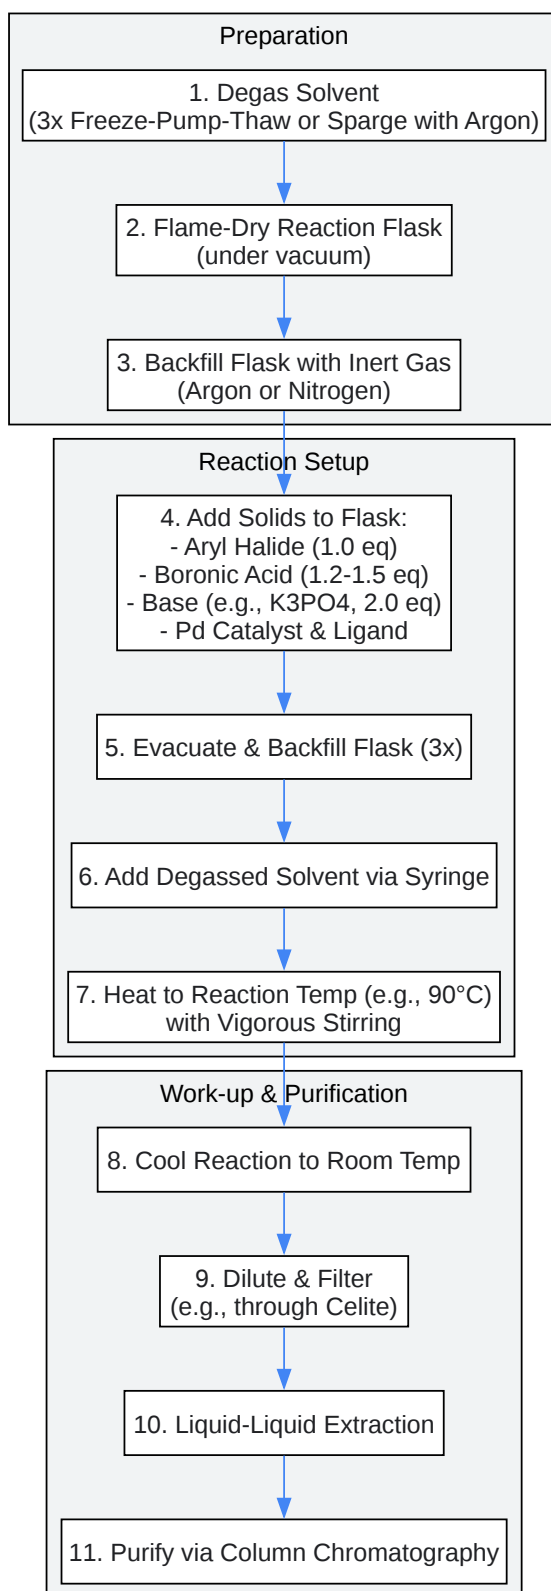 Preparation
1. Degas Solvent
(3x Freeze-Pump-Thaw or Sparge with Argon)
2. Flame-Dry Reaction Flask
(under vacuum)
3. Backfill Flask with Inert Gas
(Argon or Nitrogen)
Reaction Setup
4. Add Solids to Flask:
- Aryl Halide (1.0 eq)
- Boronic Acid (1.2-1.5 eq)
- Base (e.g., K3PO4, 2.0 eq)
- Pd Catalyst & Ligand
5. Evacuate & Backfill Flask (3x)
6. Add Degassed Solvent via Syringe
7. Heat to Reaction Temp (e.g., 90°C)
with Vigorous Stirring
Work-up & Purification
8. Cool Reaction to Room Temp
9. Dilute & Filter
(e.g., through Celite)
10. Liquid-Liquid Extraction
11. Purify via Column Chromatography